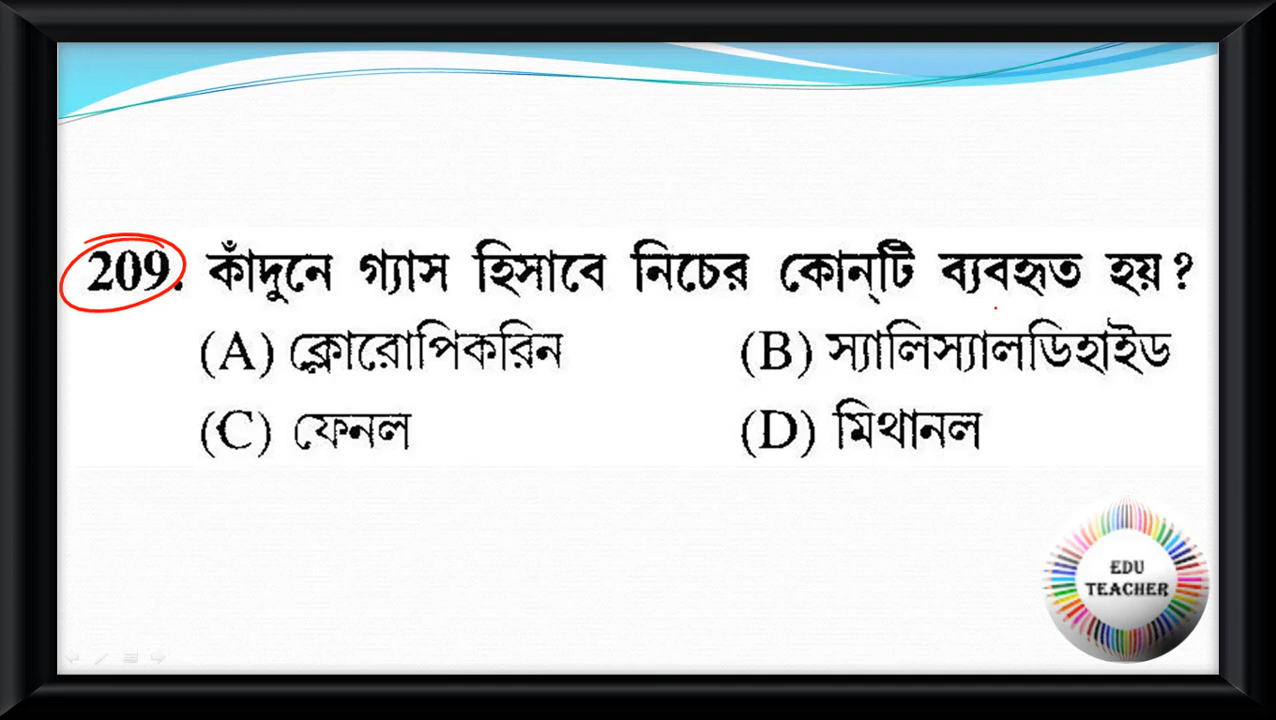 209. কাঁদুনে গ্যাস হিসাবে নিচের কোন্‌টি ব্যবহৃত হয় ?
(A) ক্লোরোপিকরিন (B) স্যালিস্যালডিহাইড
(C) ফেনল (D) মিথানল
EDU
TEACHER